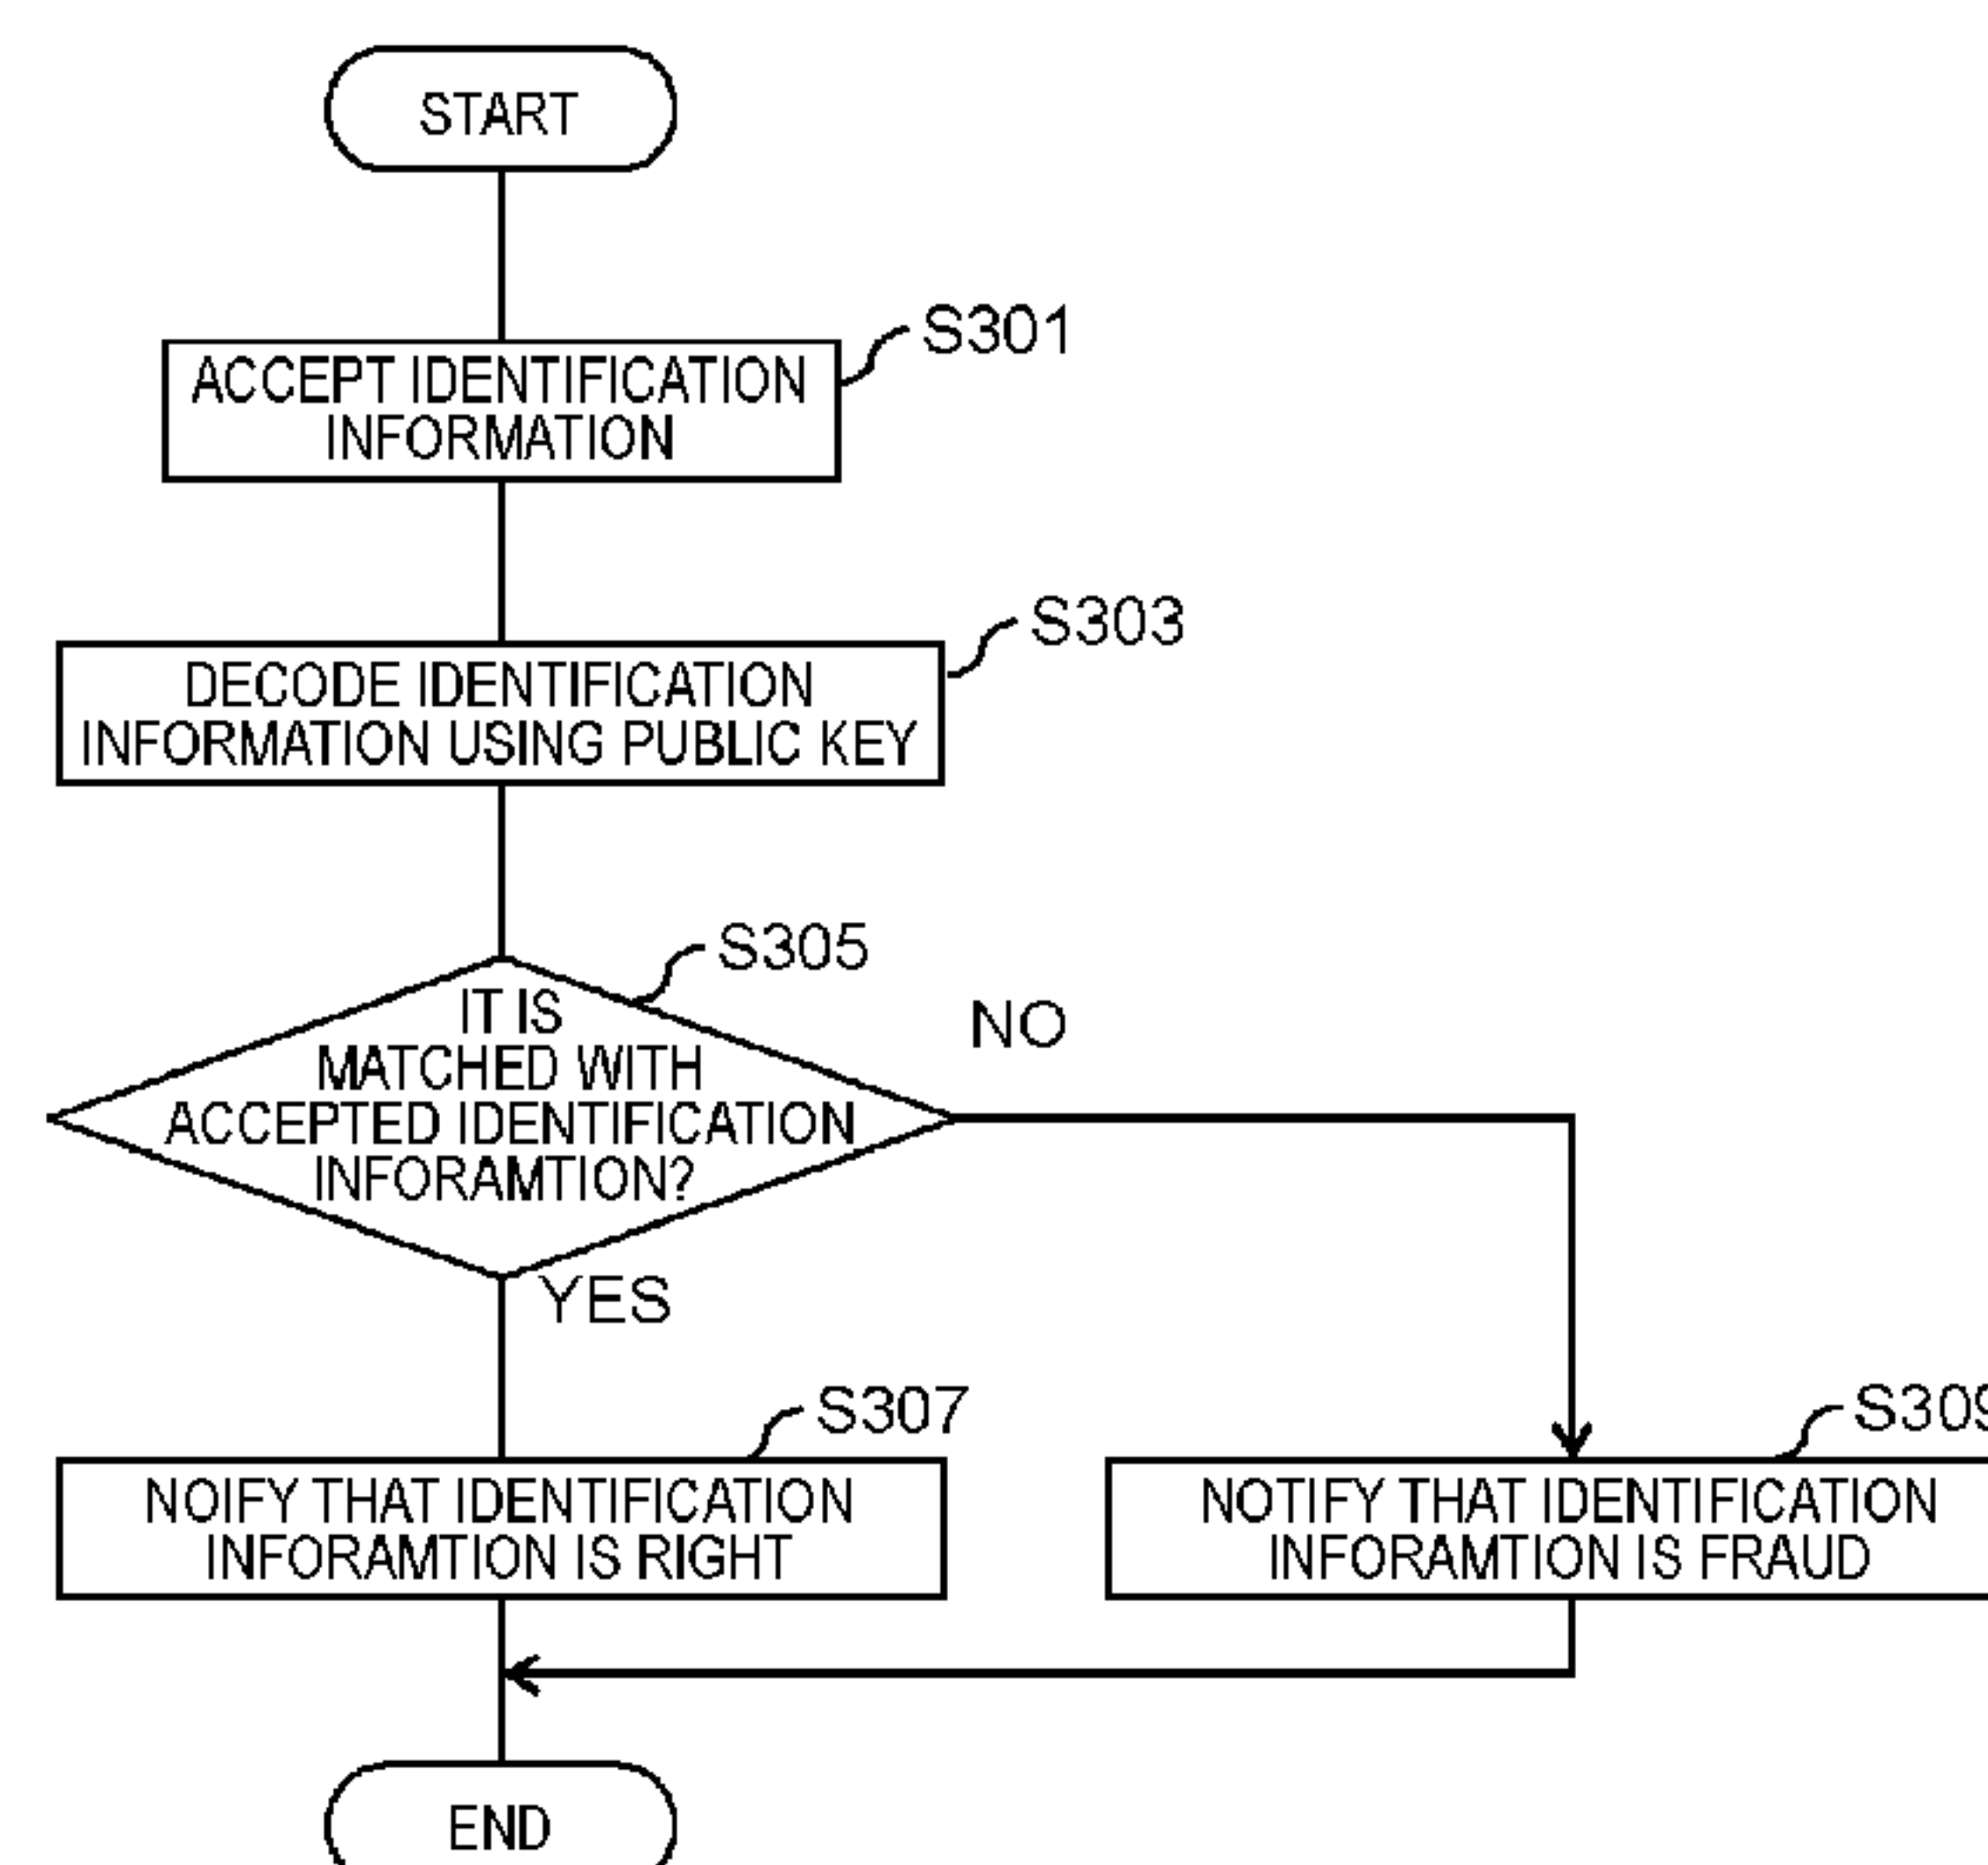 START
S301
ACCEPT IDENTIFICATION
INFORMATION
S303
DECODE IDENTIFICATION
INFORMATION USING PUBLIC KEY
S305
IT IS
MATCHED WITH
ACCEPTED IDENTIFICATION
INFORAMTION?
NO
YES
S307
NOIFY THAT IDENTIFICATION
INFORAMTION IS RIGHT
S309
NOTIFY THAT IDENTIFICATION
INFORAMTION IS FRAUD
END